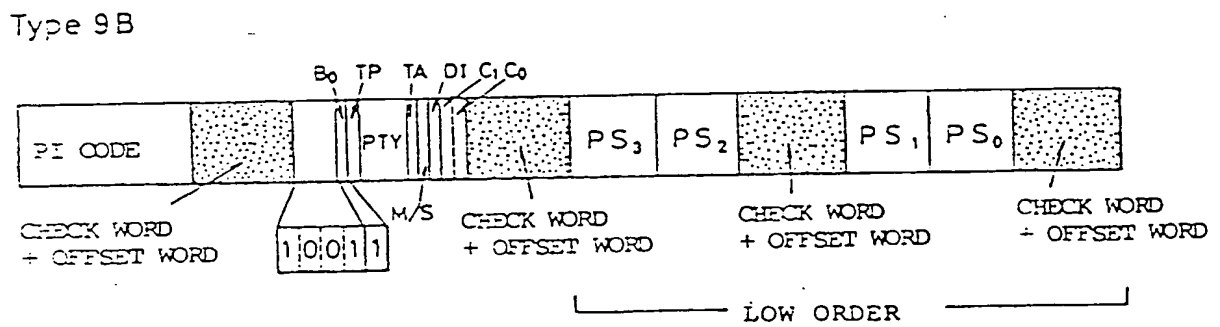 Type 9B
B0 TP TA DI C1 C0
PI CODE PTY PS3 PS2 PS1 PS0
M/S
CHECK WORD
+ OFFSET WORD
CHECK WORD
+ OFFSET WORD
CHECK WORD
+ OFFSET WORD
CHECK WORD
+ OFFSET WORD
1 0 0 1 1
LOW ORDER